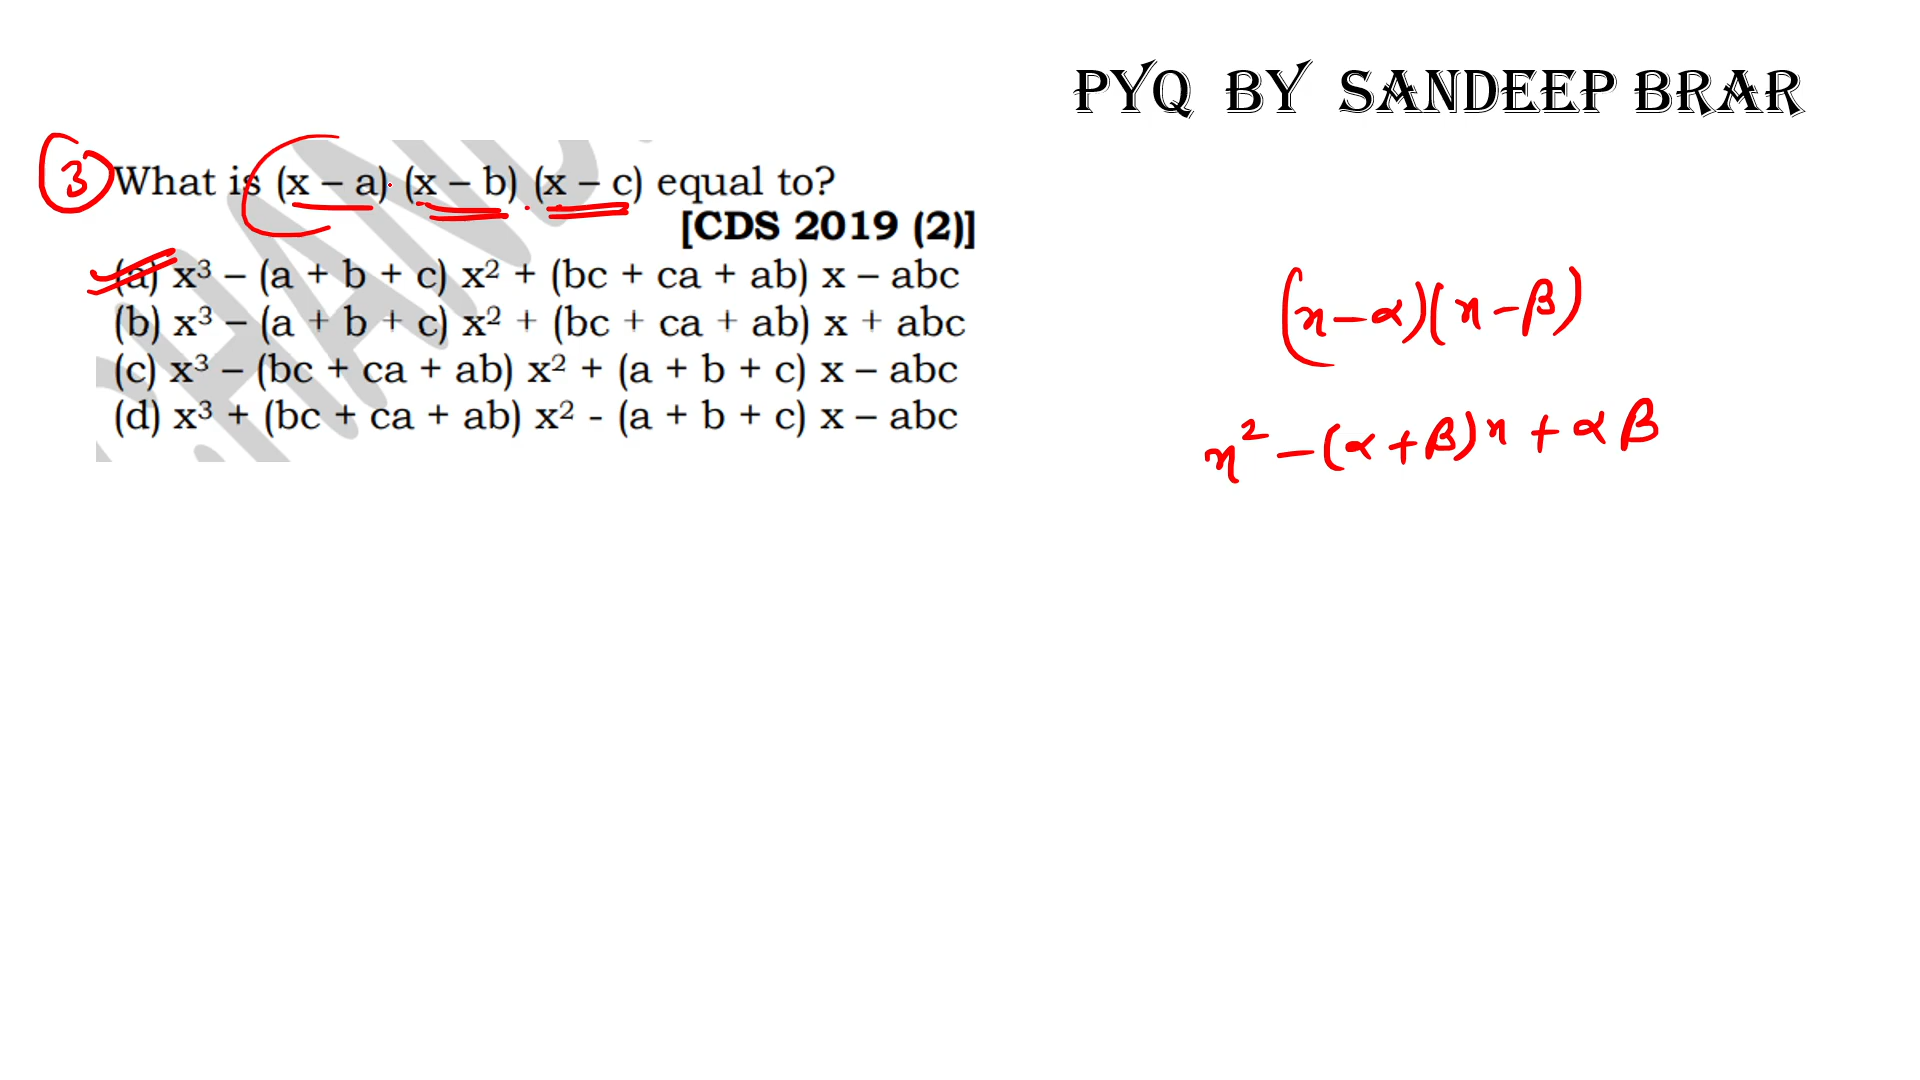 PYQ BY SANDEEP BRAR
3 What is (x – a) (x – b) (x – c) equal to?
[CDS 2019 (2)]
(a) x³ – (a + b + c) x² + (bc + ca + ab) x – abc
(b) x³ – (a + b + c) x² + (bc + ca + ab) x + abc
(c) x³ – (bc + ca + ab) x² + (a + b + c) x – abc
(d) x³ + (bc + ca + ab) x² - (a + b + c) x – abc
(x – α)(x – β)
x² – (α + β)x + αβ